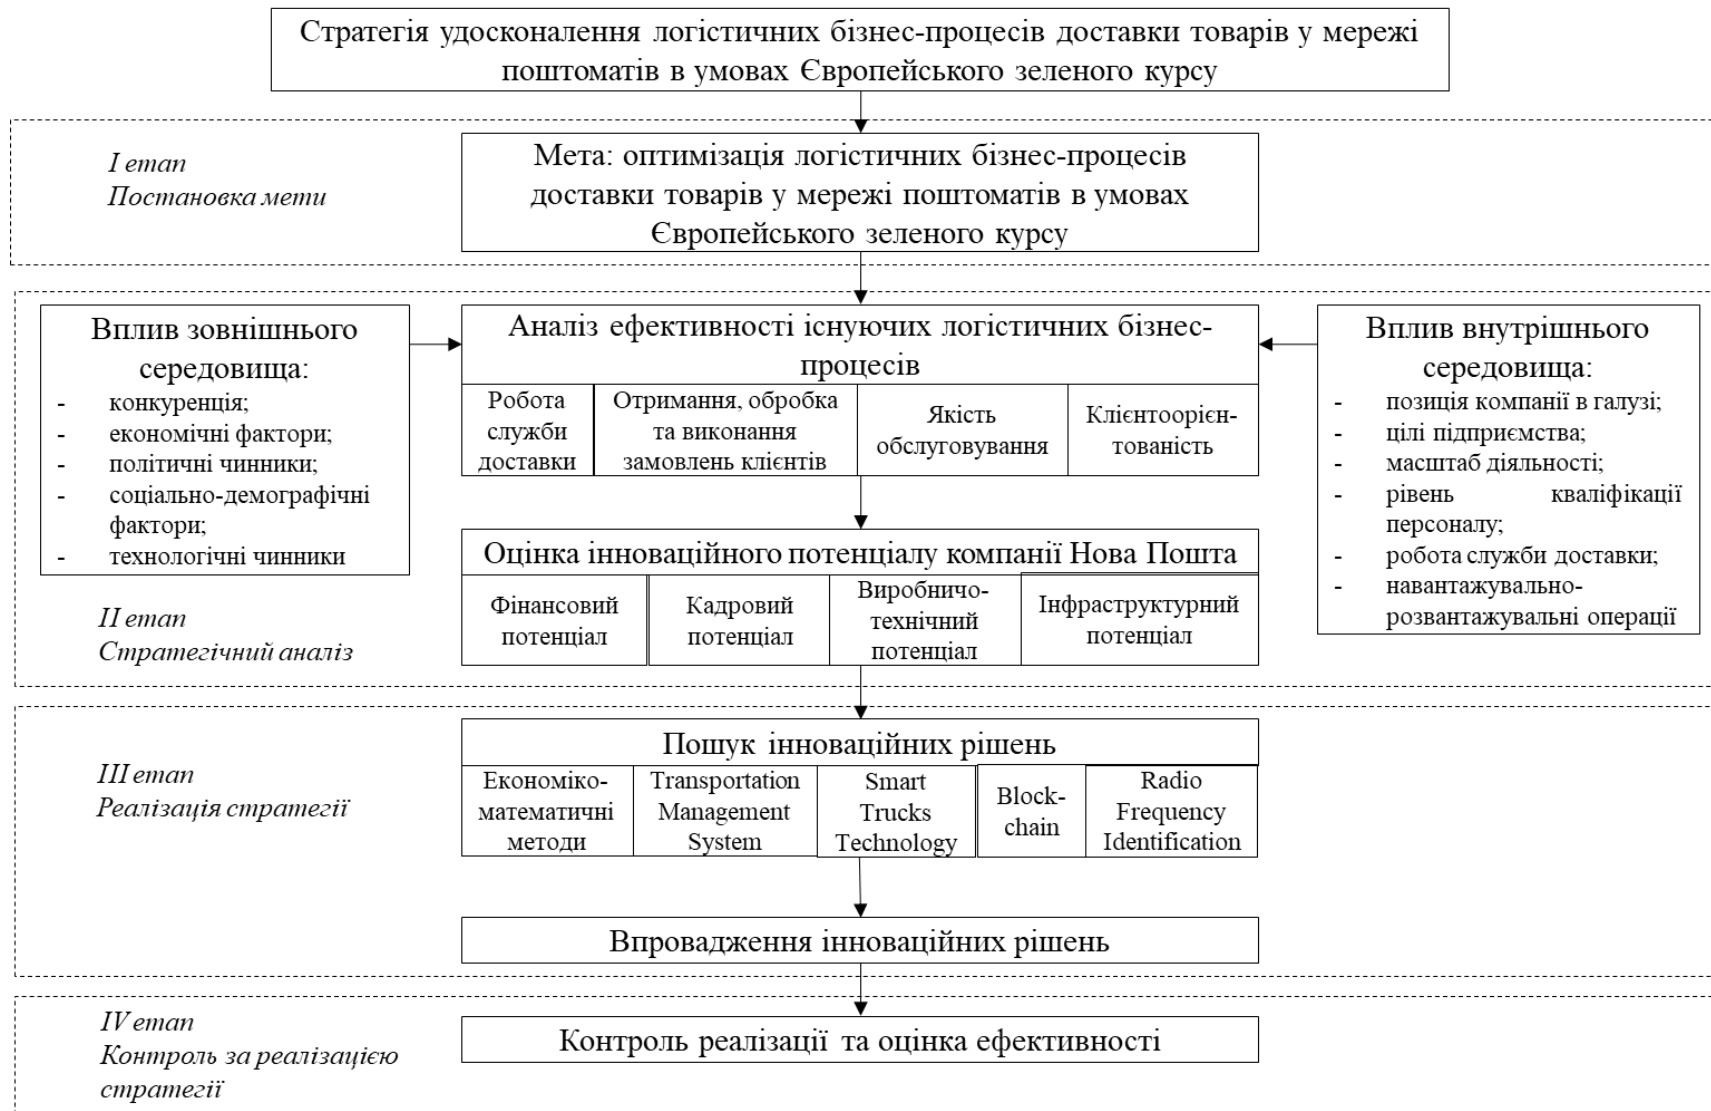 Стратегія удосконалення логістичних бізнес-процесів доставки товарів у мережі
поштоматів в умовах Європейського зеленого курсу
I етап
Постановка мети
Мета: оптимізація логістичних бізнес-процесів
доставки товарів у мережі поштоматів в умовах
Європейського зеленого курсу
Вплив зовнішнього
середовища:
- конкуренція;
- економічні фактори;
- політичні чинники;
- соціально-демографічні
фактори;
- технологічні чинники
Аналіз ефективності існуючих логістичних бізнес-
процесів
Робота
служби
доставки
Отримання, обробка
та виконання
замовлень клієнтів
Якість
обслуговування
Клієнтоорієн-
тованість
Вплив внутрішнього
середовища:
- позиція компанії в галузі;
- цілі підприємства;
- масштаб діяльності;
- рівень кваліфікації
персоналу;
- робота служби доставки;
- навантажувально-
розвантажувальні операції
II етап
Стратегічний аналіз
Оцінка інноваційного потенціалу компанії Нова Пошта
Фінансовий
потенціал
Кадровий
потенціал
Виробничо-
технічний
потенціал
Інфраструктурний
потенціал
III етап
Реалізація стратегії
Пошук інноваційних рішень
Економіко-
математичні
методи
Transportation
Management
System
Smart
Trucks
Technology
Block-
chain
Radio
Frequency
Identification
Впровадження інноваційних рішень
IV етап
Контроль за реалізацією
стратегії
Контроль реалізації та оцінка ефективності